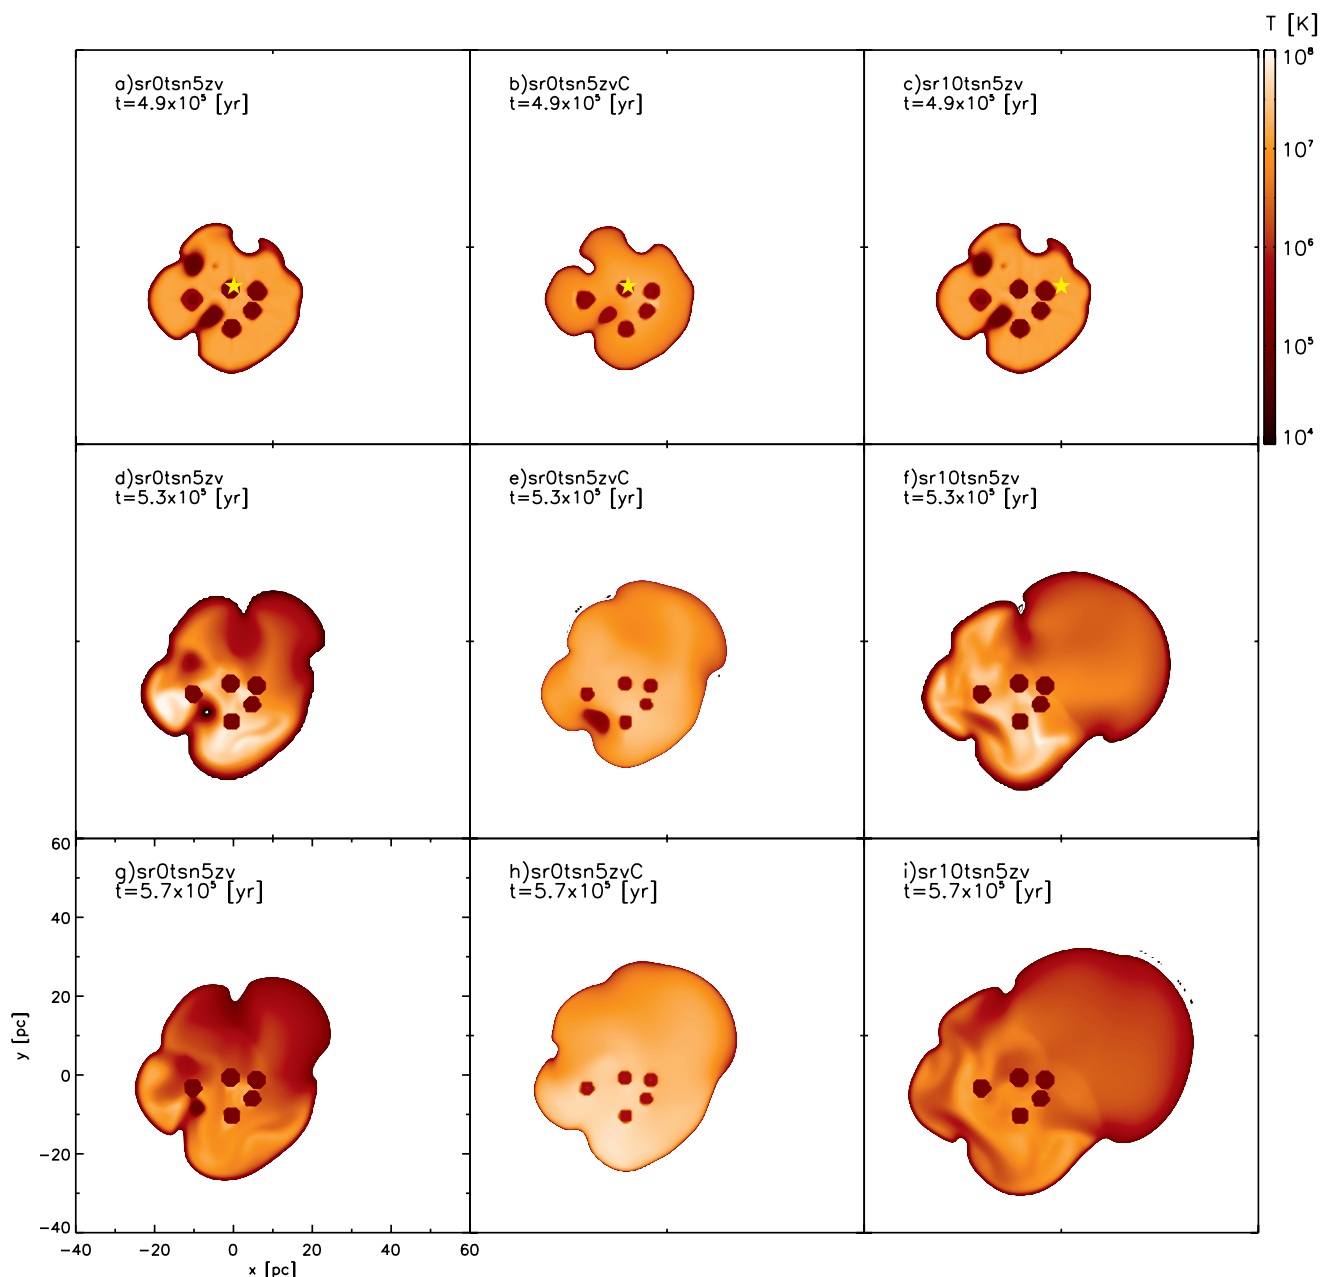 T [K]
a)sr0tsn5zv
t=4.9x10⁵ [yr]
b)sr0tsn5zvC
t=4.9x10⁵ [yr]
c)sr10tsn5zv
t=4.9x10⁵ [yr]
10⁸
10⁷
10⁶
10⁵
10⁴
d)sr0tsn5zv
t=5.3x10⁵ [yr]
e)sr0tsn5zvC
t=5.3x10⁵ [yr]
f)sr10tsn5zv
t=5.3x10⁵ [yr]
g)sr0tsn5zv
t=5.7x10⁵ [yr]
h)sr0tsn5zvC
t=5.7x10⁵ [yr]
i)sr10tsn5zv
t=5.7x10⁵ [yr]
60
40
20
0
−20
−40
y [pc]
−40 −20 0 20 40 60
x [pc]